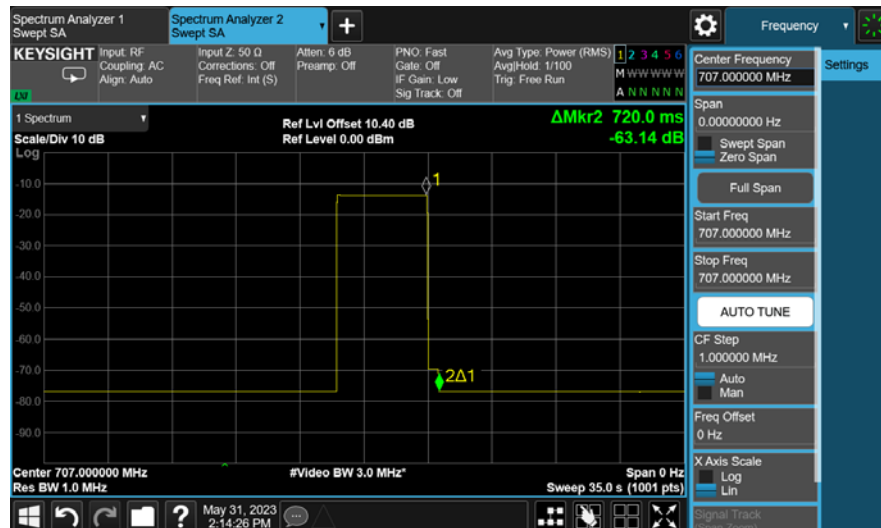 Spectrum Analyzer 1
Swept SA
Spectrum Analyzer 2
Swept SA
+
Frequency
KEYSIGHT
LXI
Input: RF
Coupling: AC
Align: Auto
Input Z: 50 Ω
Corrections: Off
Freq Ref: Int (S)
Atten: 6 dB
Preamp: Off
PNO: Fast
Gate: Off
IF Gain: Low
Sig Track: Off
Avg Type: Power (RMS)
Avg|Hold: 1/100
Trig: Free Run
1 2 3 4 5 6
M W W W W W
A N N N N N
Center Frequency
707.000000 MHz
Settings
Span
0.00000000 Hz
Swept Span
Zero Span
Full Span
Start Freq
707.000000 MHz
Stop Freq
707.000000 MHz
AUTO TUNE
CF Step
1.000000 MHz
Auto
Man
Freq Offset
0 Hz
X Axis Scale
Log
Lin
Signal Track
1 Spectrum
Scale/Div 10 dB
Log
Ref Lvl Offset 10.40 dB
Ref Level 0.00 dBm
ΔMkr2 720.0 ms
-63.14 dB
1
-10.0
-20.0
-30.0
-40.0
-50.0
-60.0
-70.0
2Δ1
-80.0
-90.0
Center 707.000000 MHz
Res BW 1.0 MHz
#Video BW 3.0 MHz*
Span 0 Hz
Sweep 35.0 s (1001 pts)
?
May 31, 2023
2:14:26 PM